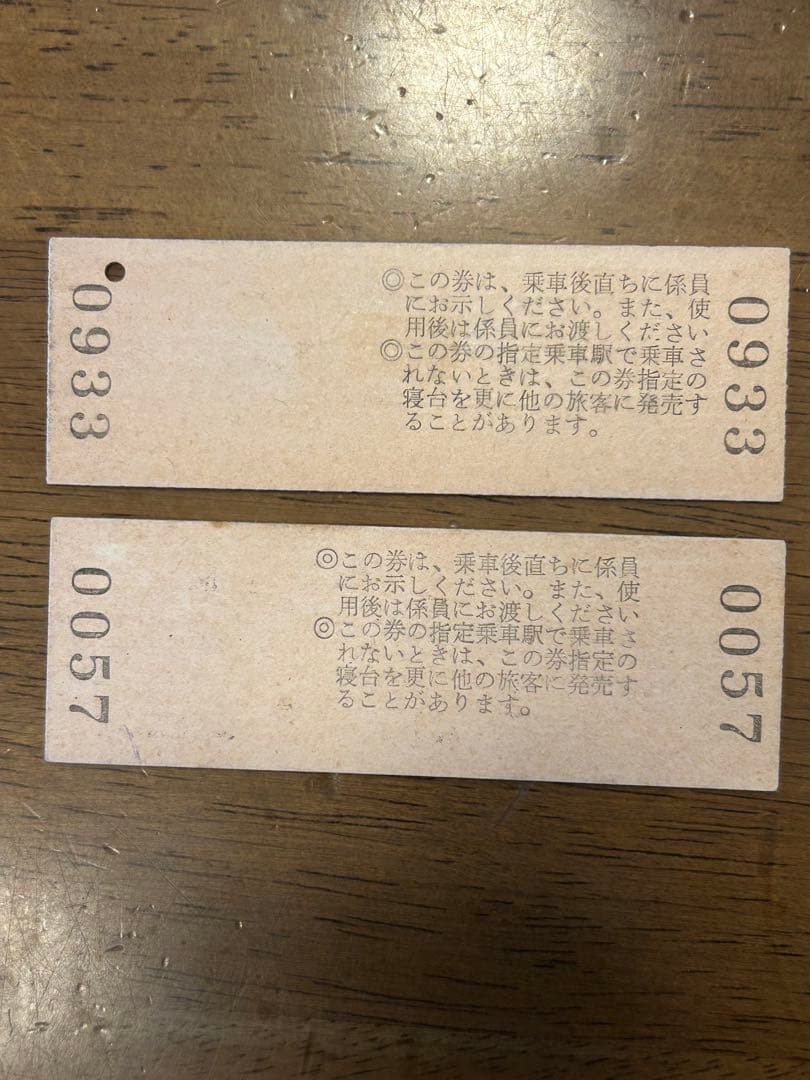 0933
◎この券は、乗車後直ちに係員
にお示しください。また、使
用後は係員にお渡しください
◎この券の指定乗車駅で乗車さ
れないときは、この券指定の
寝台を更に他の旅客に発売す
ることがあります。
0933
0057
◎この券は、乗車後直ちに係員
にお示しください。また、使
用後は係員にお渡しください
◎この券の指定乗車駅で乗車さ
れないときは、この券指定の
寝台を更に他の旅客に発売す
ることがあります。
0057